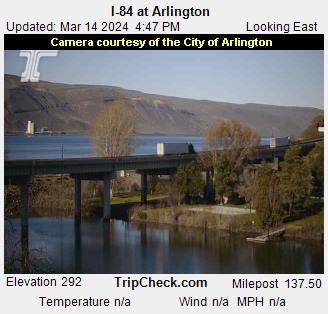 I-84 at Arlington
Updated: Mar 14 2024 4:47 PM Looking East
Camera courtesy of the City of Arlington
Elevation 292 TripCheck.com Milepost 137.50
Temperature n/a Wind n/a MPH n/a